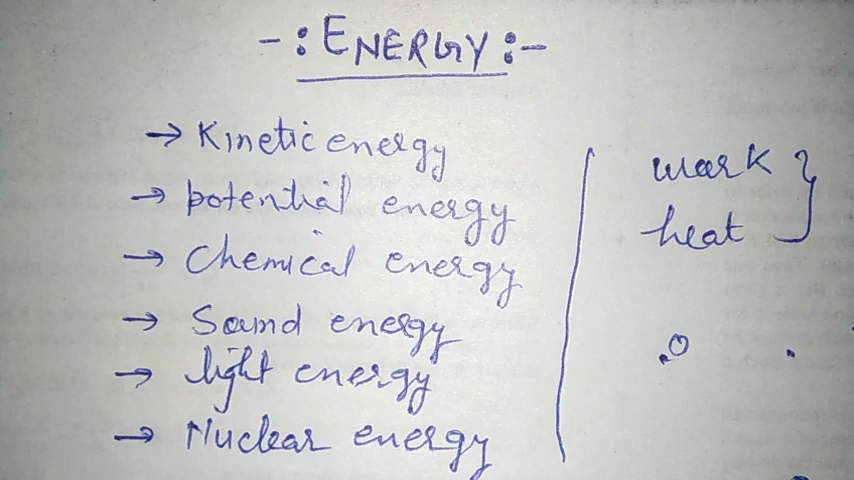 -: ENERGY :-
→ Kinetic energy
→ potential energy
→ Chemical energy
→ Sound energy
→ light energy
→ Nuclear energy
work }
heat